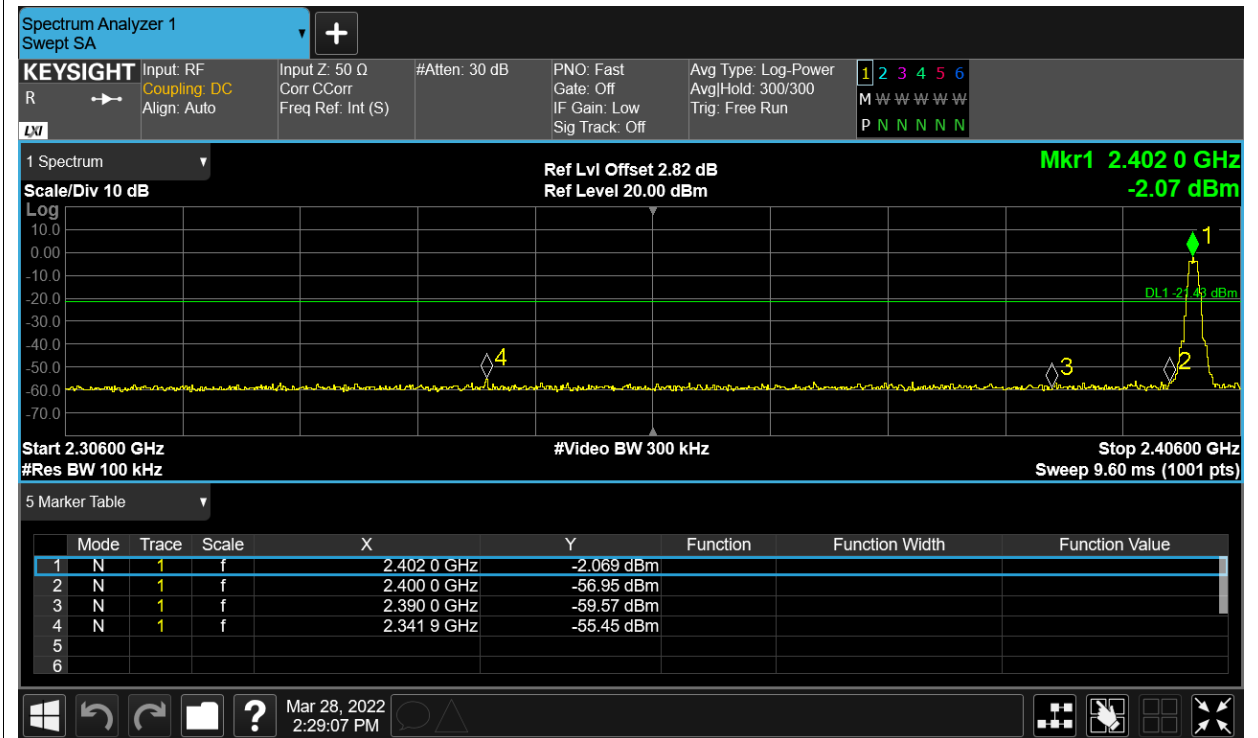 Spectrum Analyzer 1
Swept SA
KEYSIGHT
R
LXI
Input: RF
Coupling: DC
Align: Auto
Input Z: 50 Ω
Corr CCorr
Freq Ref: Int (S)
#Atten: 30 dB
PNO: Fast
Gate: Off
IF Gain: Low
Sig Track: Off
Avg Type: Log-Power
Avg|Hold: 300/300
Trig: Free Run
1 2 3 4 5 6
M W W W W W
P N N N N N
1 Spectrum
Scale/Div 10 dB
Ref Lvl Offset 2.82 dB
Ref Level 20.00 dBm
Mkr1 2.402 0 GHz
-2.07 dBm
Log
10.0
0.00
-10.0
-20.0
-30.0
-40.0
-50.0
-60.0
-70.0
1
DL1 -21.43 dBm
4
3
2
Start 2.30600 GHz
#Res BW 100 kHz
#Video BW 300 kHz
Stop 2.40600 GHz
Sweep 9.60 ms (1001 pts)
5 Marker Table
Mode Trace Scale X Y Function Function Width Function Value
1 N 1 f 2.402 0 GHz -2.069 dBm
2 N 1 f 2.400 0 GHz -56.95 dBm
3 N 1 f 2.390 0 GHz -59.57 dBm
4 N 1 f 2.341 9 GHz -55.45 dBm
5
6
?
Mar 28, 2022
2:29:07 PM